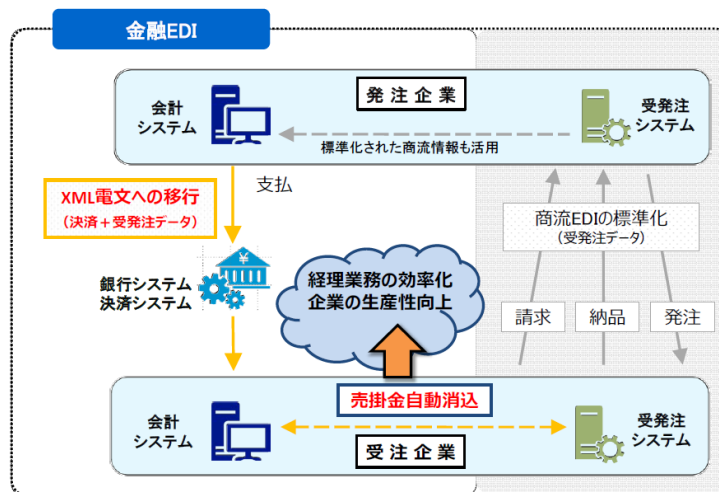 金融EDI
発注企業
会計
システム
受発注
システム
標準化された商流情報も活用
XML電文への移行
（決済＋受発注データ）
支払
商流EDIの標準化
（受発注データ）
¥
銀行システム
決済システム
経理業務の効率化
企業の生産性向上
請求
納品
発注
売掛金自動消込
会計
システム
受発注
システム
受注企業